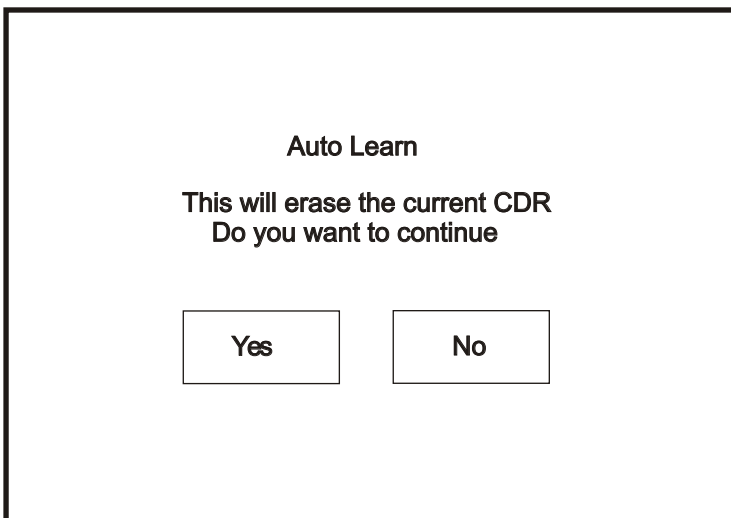 Auto Learn
This will erase the current CDR
Do you want to continue
Yes No